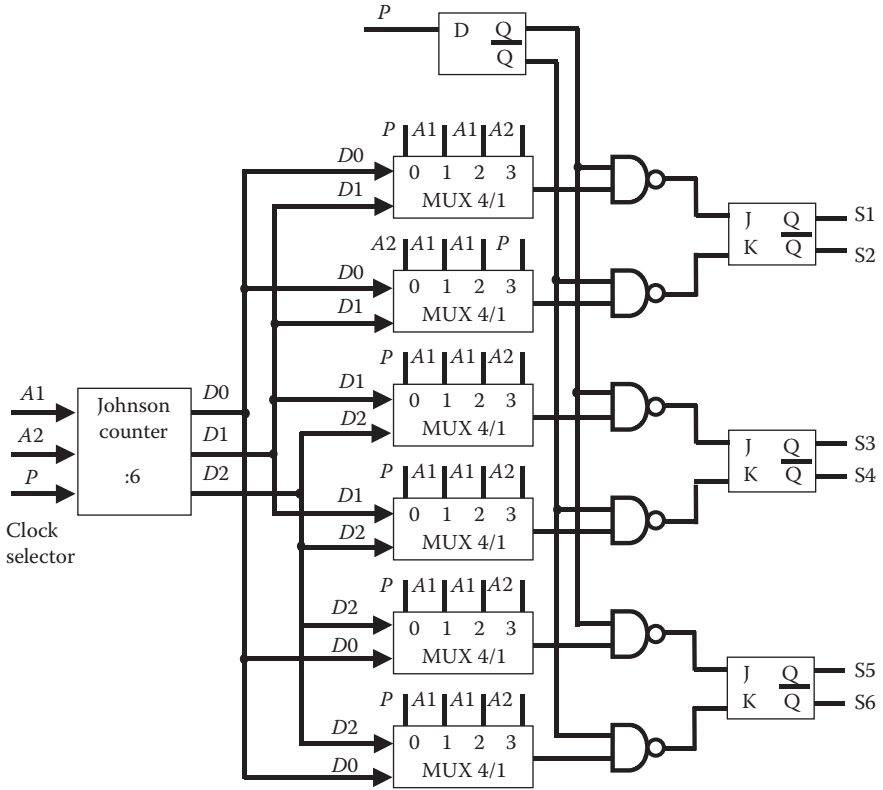 P
D Q
Q
P A1 A1 A2
D0
0 1 2 3
D1
MUX 4/1
J Q S1
K Q S2
A2 A1 A1 P
D0
0 1 2 3
D1
MUX 4/1
P A1 A1 A2
D1
0 1 2 3
D2
MUX 4/1
A1
A2
P
Clock
selector
Johnson
counter
:6
D0
D1
D2
J Q S3
K Q S4
P A1 A1 A2
D1
0 1 2 3
D2
MUX 4/1
P A1 A1 A2
D2
0 1 2 3
D0
MUX 4/1
J Q S5
K Q S6
P A1 A1 A2
D2
0 1 2 3
D0
MUX 4/1